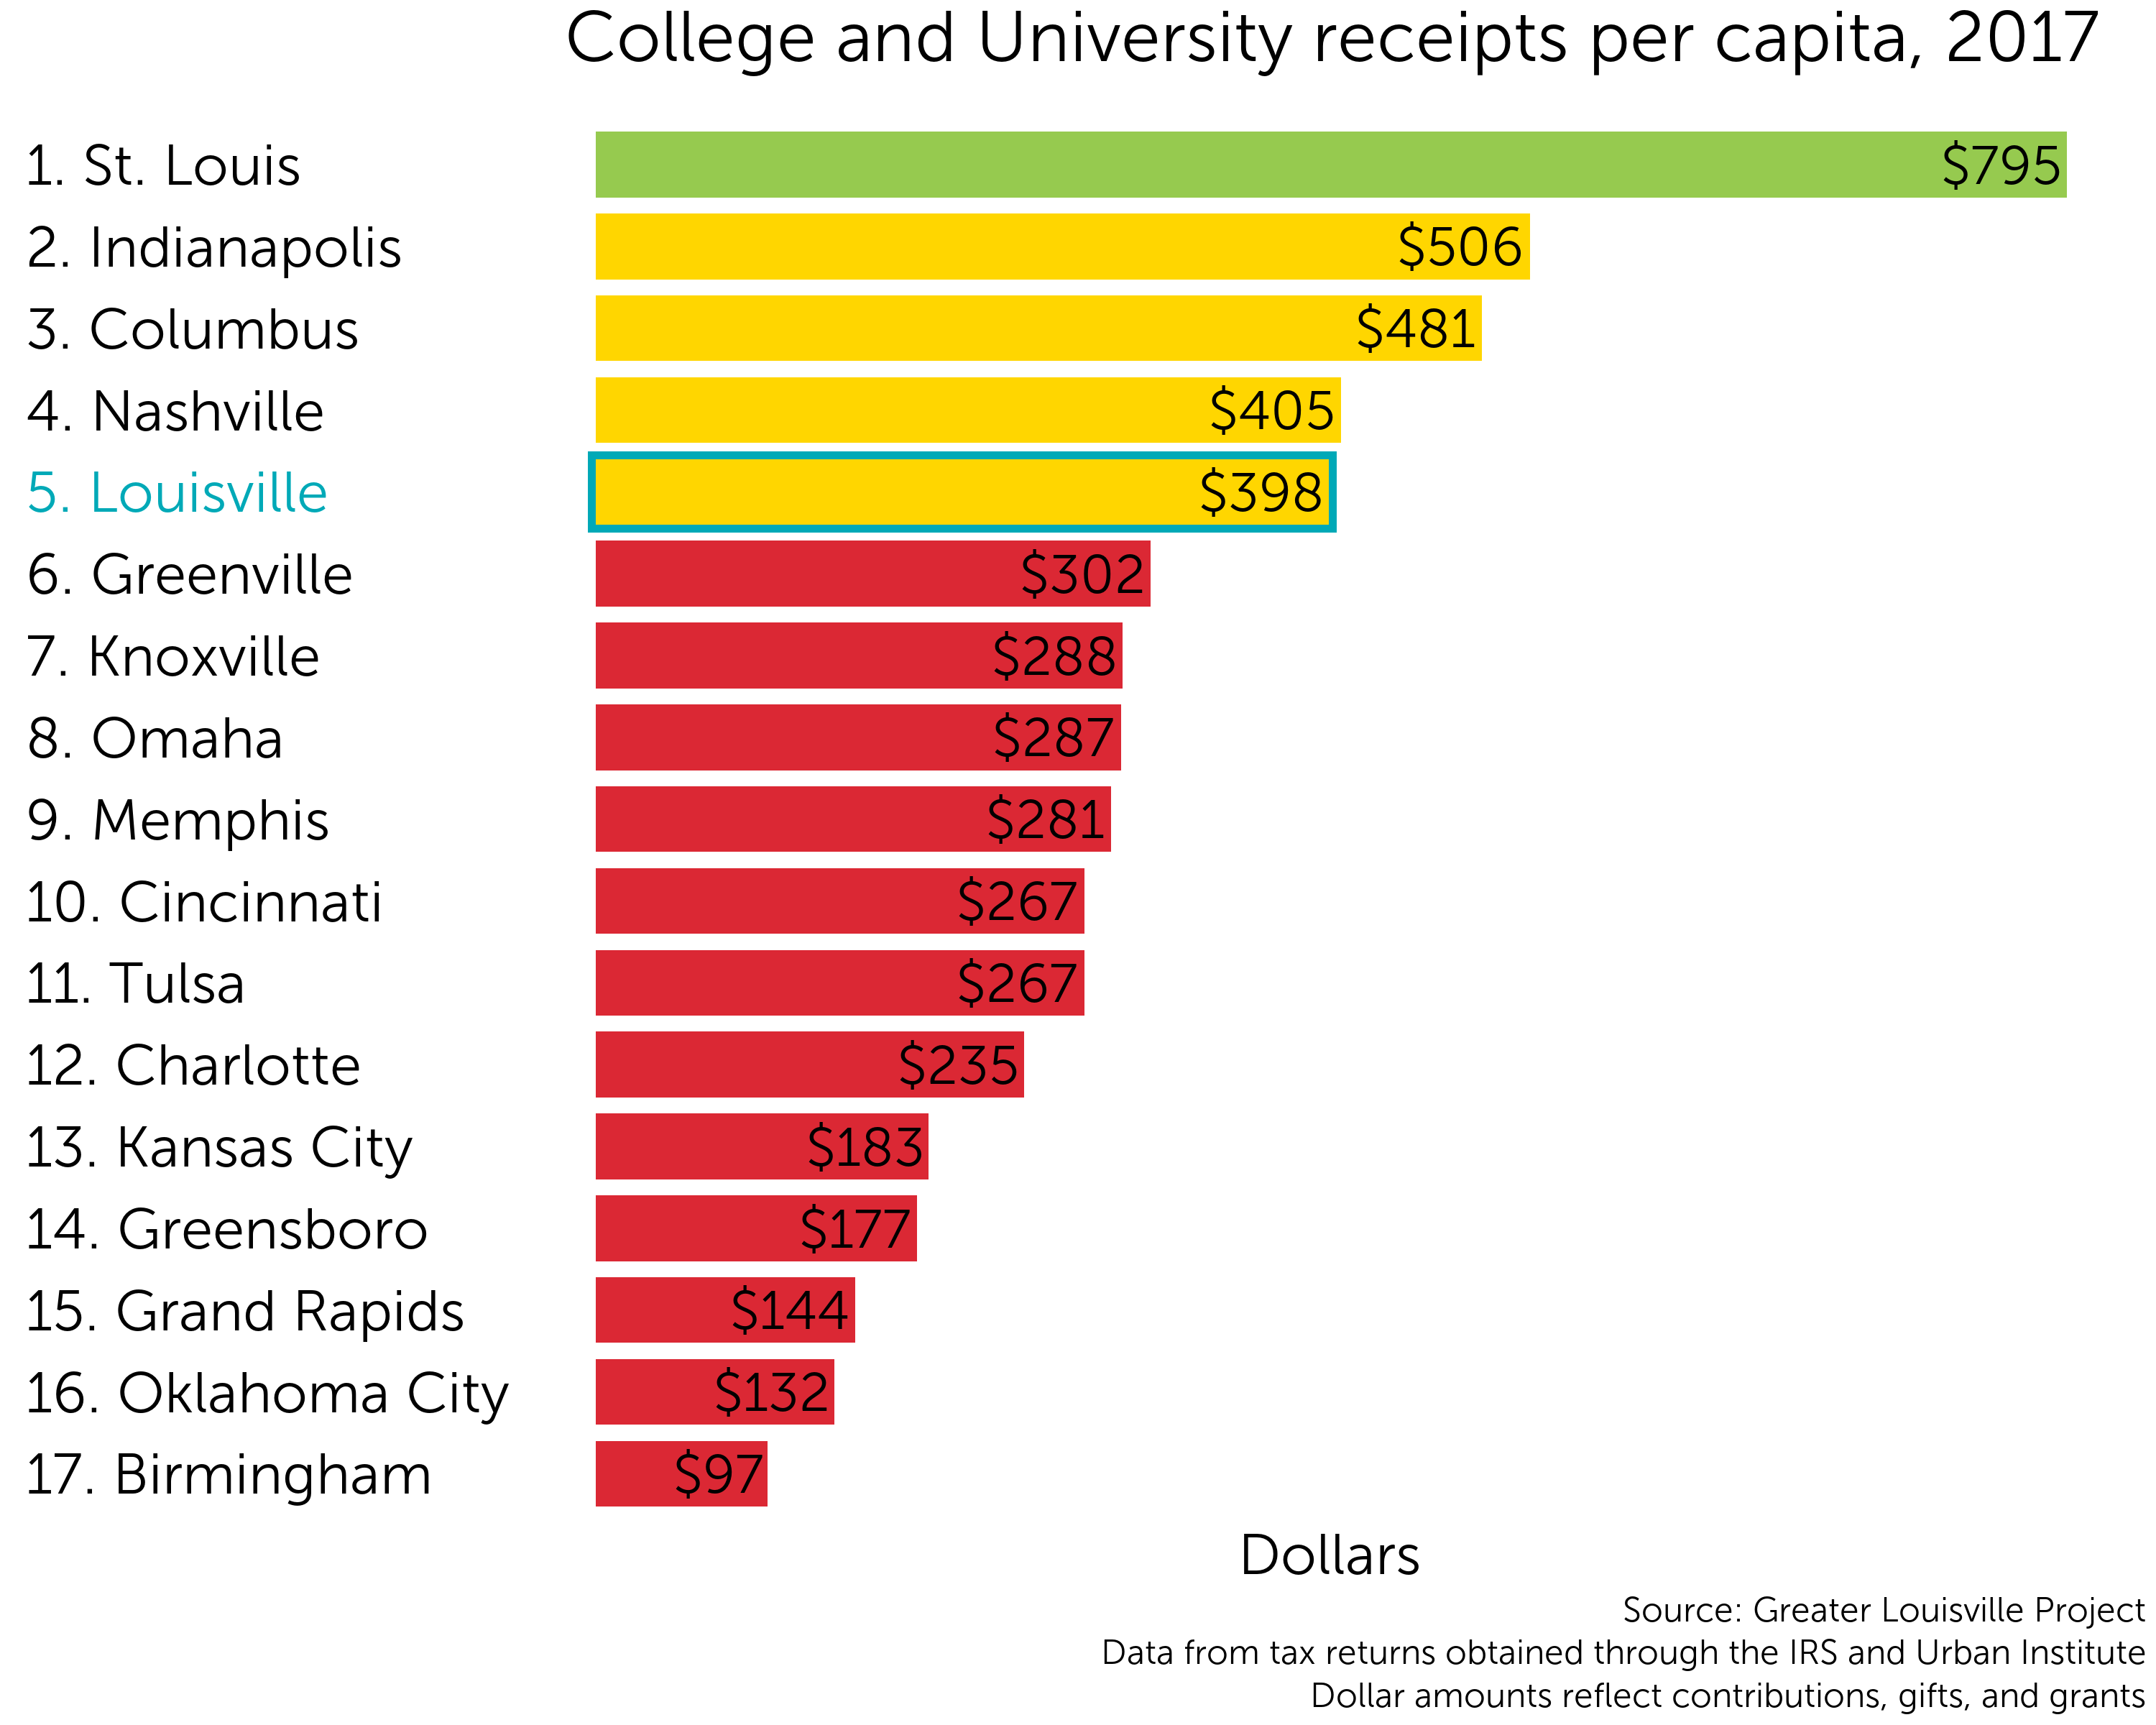 College and University receipts per capita, 2017
1. St. Louis $795
2. Indianapolis $506
3. Columbus $481
4. Nashville $405
5. Louisville $398
6. Greenville $302
7. Knoxville $288
8. Omaha $287
9. Memphis $281
10. Cincinnati $267
11. Tulsa $267
12. Charlotte $235
13. Kansas City $183
14. Greensboro $177
15. Grand Rapids $144
16. Oklahoma City $132
17. Birmingham $97
Dollars
Source: Greater Louisville Project
Data from tax returns obtained through the IRS and Urban Institute
Dollar amounts reflect contributions, gifts, and grants